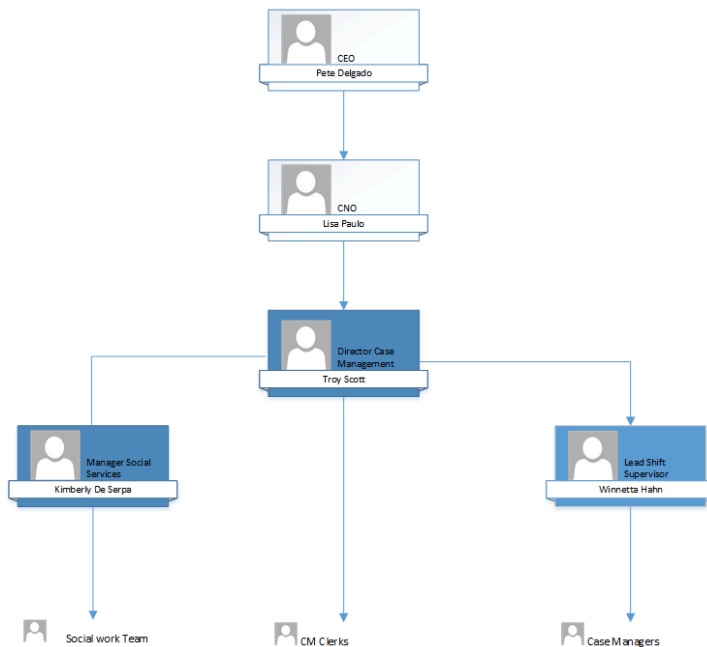 CEO
Pete Delgado
CNO
Lisa Paulo
Director Case
Management
Troy Scott
Manager Social
Services
Kimberly De Serpa
Lead Shift
Supervisor
Winnetta Hahn
Social work Team
CM Clerks
Case Managers